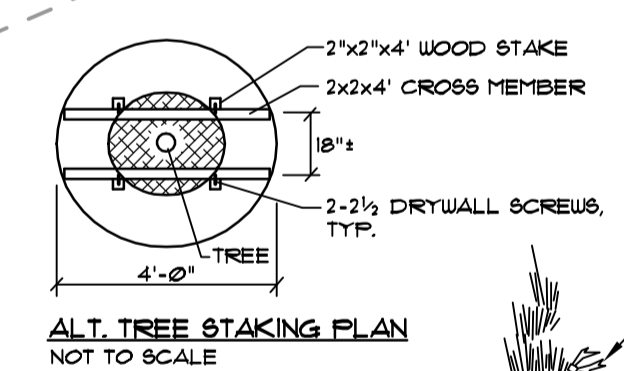 2"x2"x4' WOOD STAKE
2x2x4' CROSS MEMBER
18"±
2-2½ DRYWALL SCREWS,
TYP.
TREE
4'-0"
ALT. TREE STAKING PLAN
NOT TO SCALE